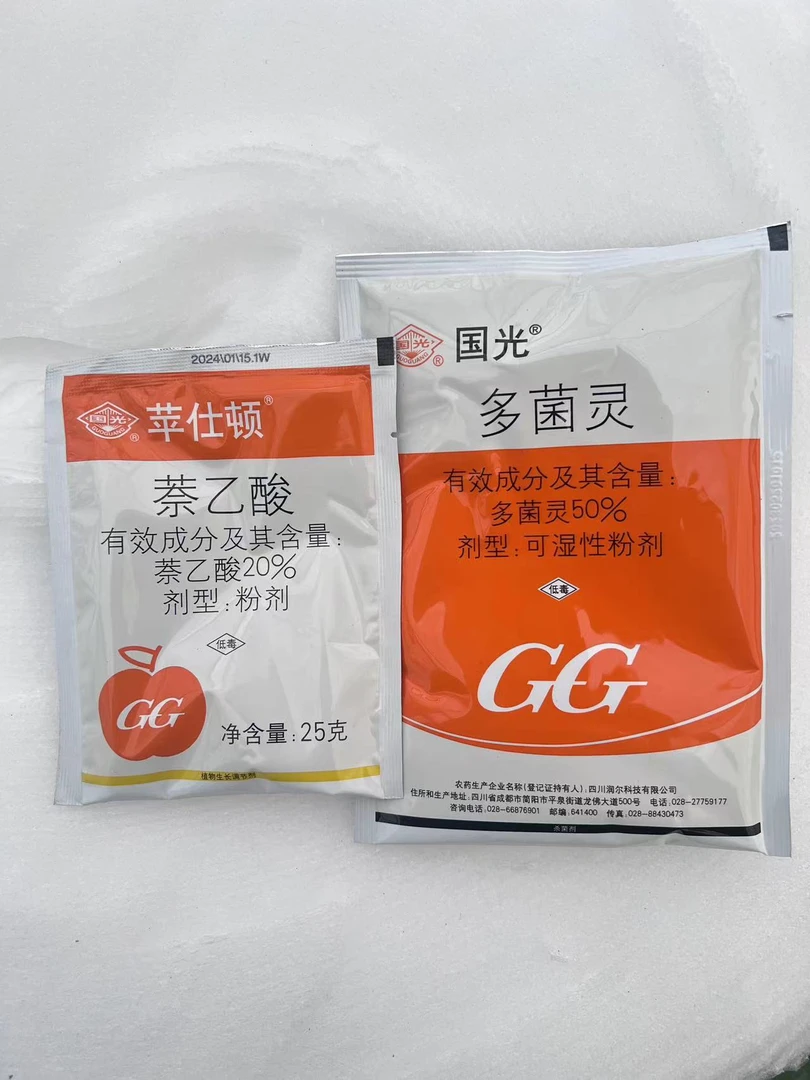 2024\01\15.1W
国光
GUOGUANG
®
苹仕顿®
萘乙酸
有效成分及其含量:
萘乙酸20%
剂型:粉剂
低毒
GG
净含量:25克
植物生长调节剂
国光
GUOGUANG
®
国光®
多菌灵
有效成分及其含量:
多菌灵50%
剂型:可湿性粉剂
低毒
GG
农药生产企业名称(登记证持有人):四川润尔科技有限公司
住所和生产地址:四川省成都市简阳市平泉街道龙佛大道500号 电话:028-27759177
咨询电话:028-66876901 邮编:641400 传真:028-88430473
杀菌剂